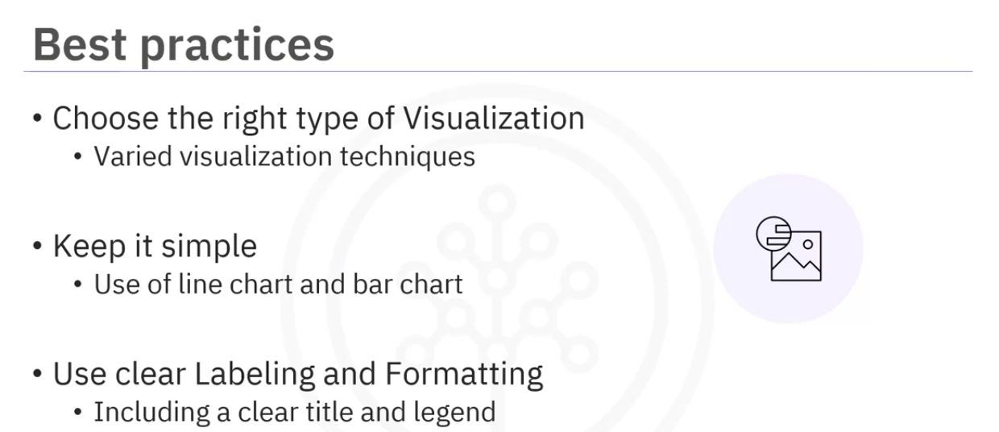 Best practices
• Choose the right type of Visualization
• Varied visualization techniques
• Keep it simple
• Use of line chart and bar chart
• Use clear Labeling and Formatting
• Including a clear title and legend